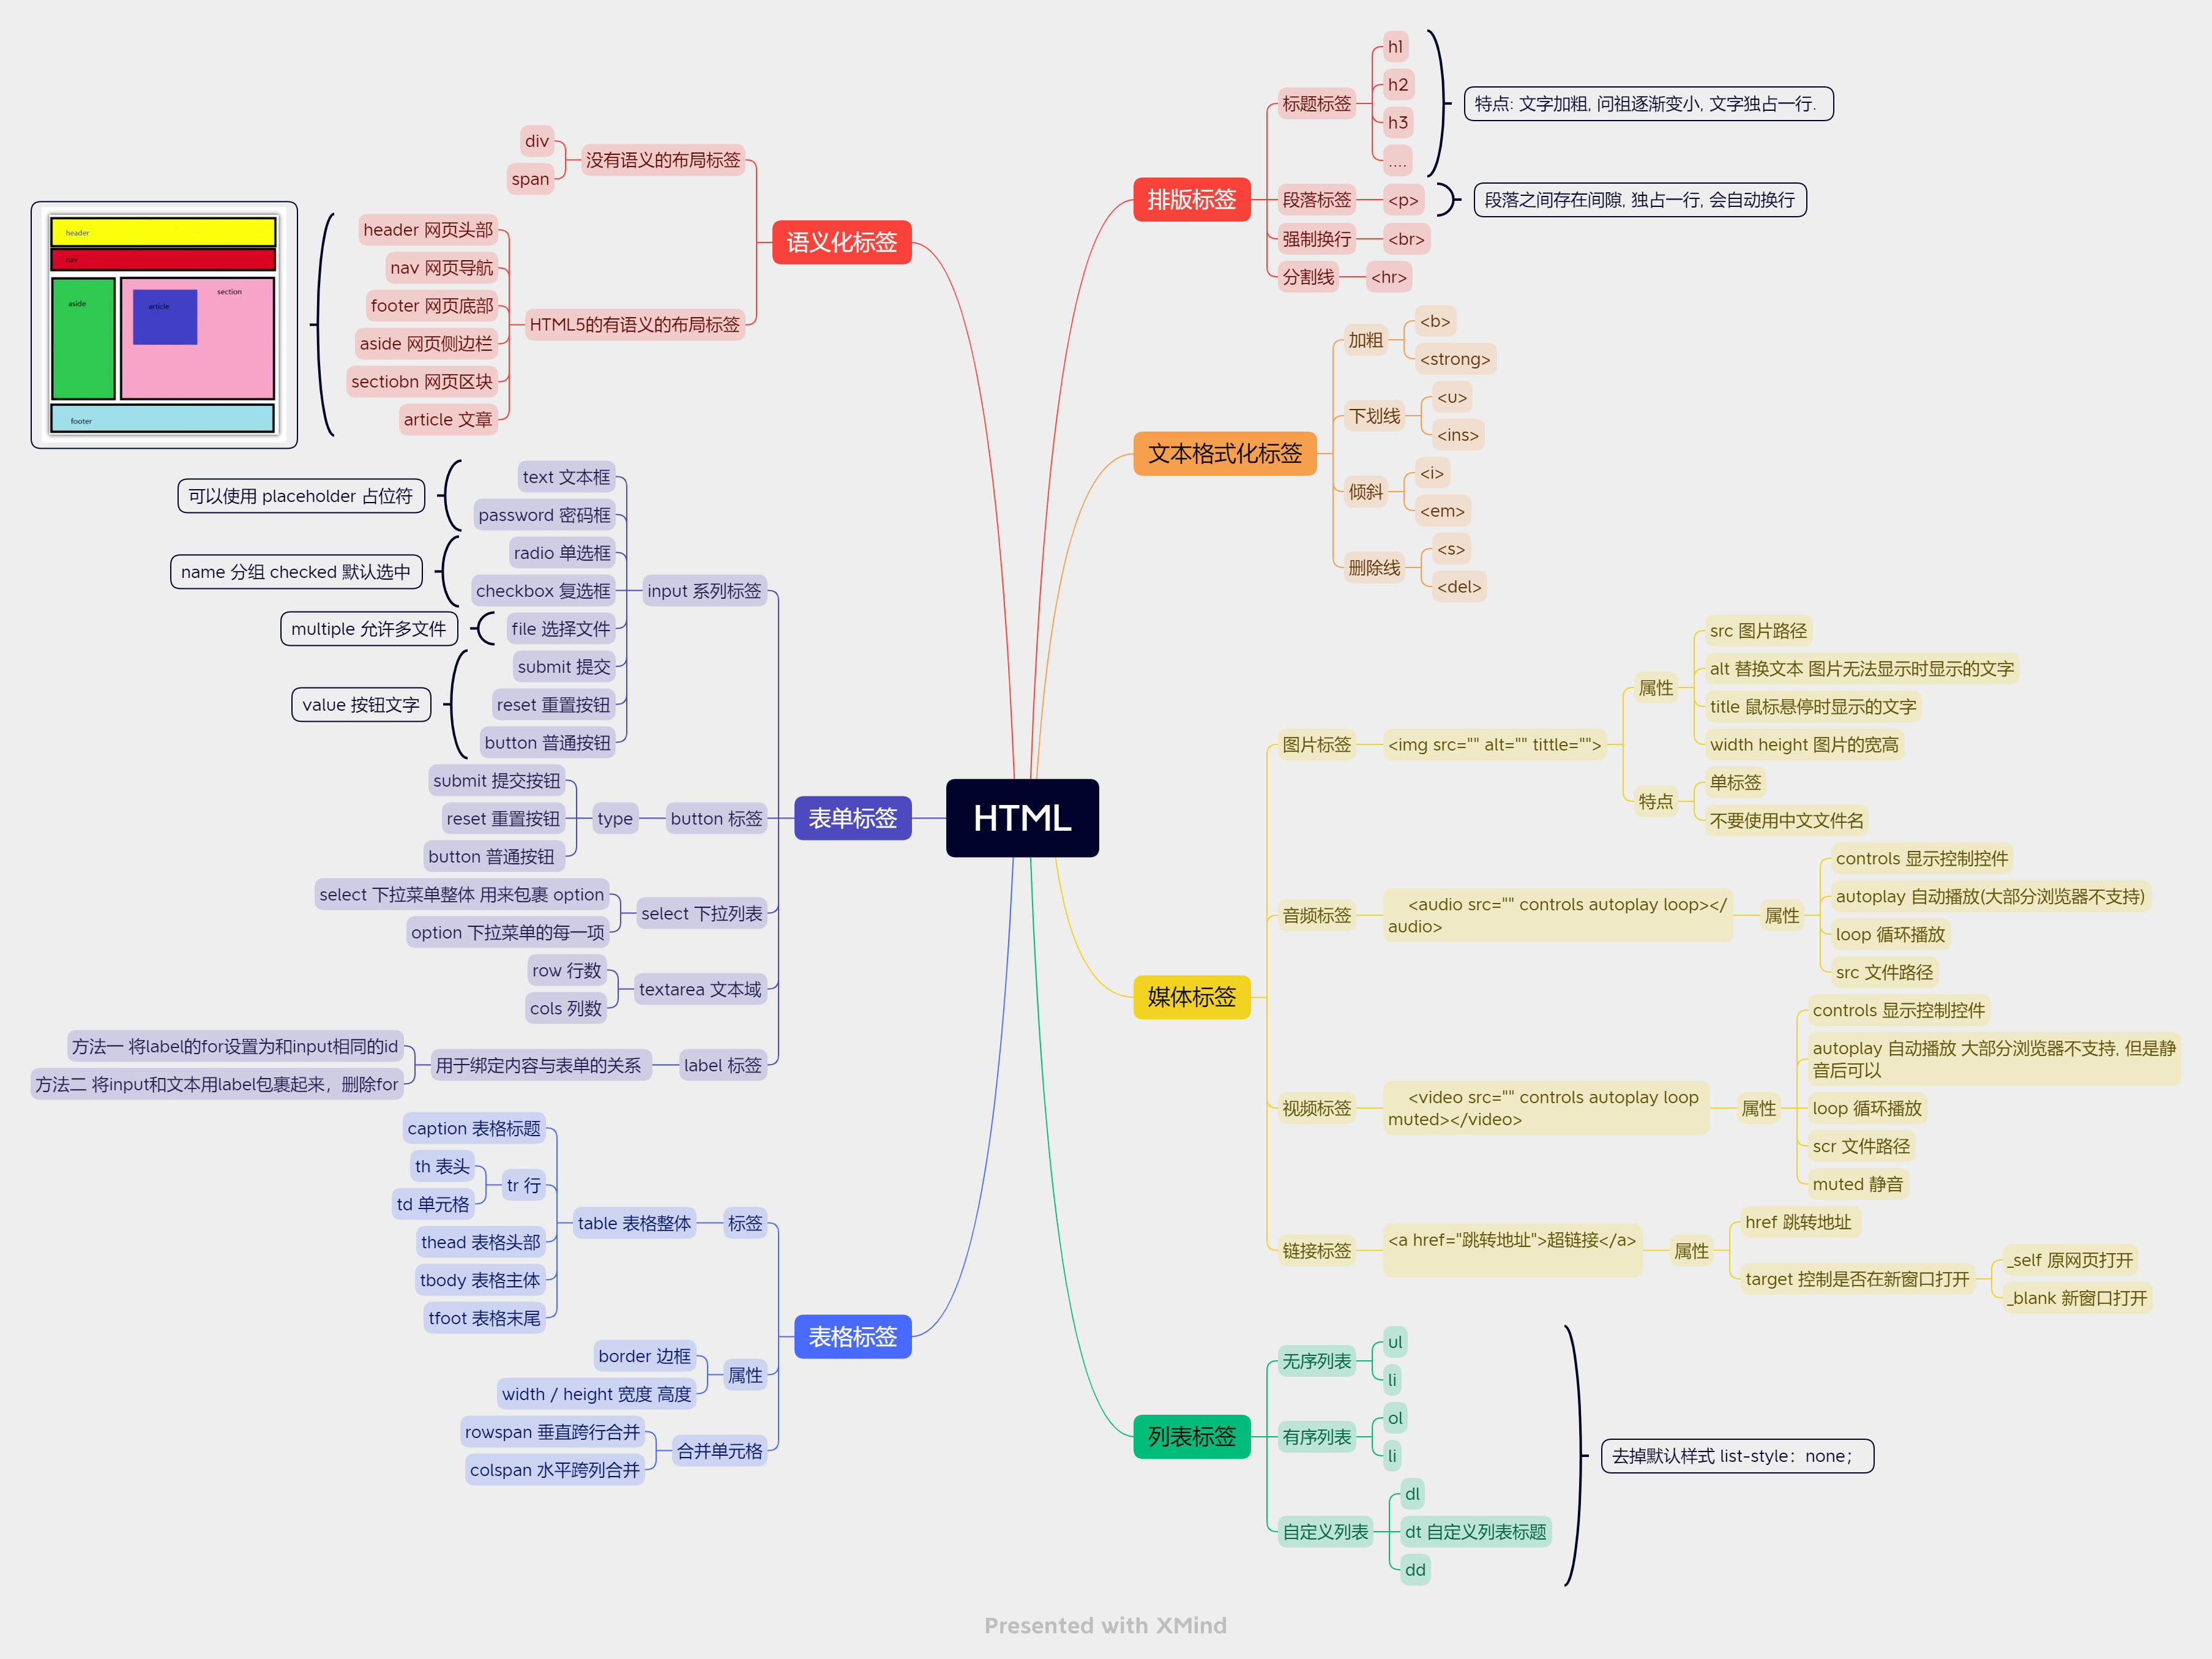 HTML
排版标签
标题标签
h1
h2
h3
....
特点: 文字加粗, 问祖逐渐变小, 文字独占一行.
段落标签
<p>
段落之间存在间隙, 独占一行, 会自动换行
强制换行
<br>
分割线
<hr>
文本格式化标签
加粗
<b>
<strong>
下划线
<u>
<ins>
倾斜
<i>
<em>
删除线
<s>
<del>
媒体标签
图片标签
<img src="" alt="" tittle="">
属性
src 图片路径
alt 替换文本 图片无法显示时显示的文字
title 鼠标悬停时显示的文字
width height 图片的宽高
特点
单标签
不要使用中文文件名
音频标签
<audio src="" controls autoplay loop></
audio>
属性
controls 显示控制控件
autoplay 自动播放(大部分浏览器不支持)
loop 循环播放
src 文件路径
视频标签
<video src="" controls autoplay loop
muted></video>
属性
controls 显示控制控件
autoplay 自动播放 大部分浏览器不支持, 但是静
音后可以
loop 循环播放
scr 文件路径
muted 静音
链接标签
<a href="跳转地址">超链接</a>
属性
href 跳转地址
target 控制是否在新窗口打开
_self 原网页打开
_blank 新窗口打开
列表标签
无序列表
ul
li
有序列表
ol
li
自定义列表
dl
dt 自定义列表标题
dd
去掉默认样式 list-style：none；
语义化标签
没有语义的布局标签
div
span
HTML5的有语义的布局标签
header 网页头部
nav 网页导航
footer 网页底部
aside 网页侧边栏
sectiobn 网页区块
article 文章
header
nav
aside
article
section
footer
表单标签
input 系列标签
text 文本框
password 密码框
可以使用 placeholder 占位符
radio 单选框
checkbox 复选框
name 分组 checked 默认选中
file 选择文件
multiple 允许多文件
submit 提交
reset 重置按钮
button 普通按钮
value 按钮文字
button 标签
type
submit 提交按钮
reset 重置按钮
button 普通按钮
select 下拉列表
select 下拉菜单整体 用来包裹 option
option 下拉菜单的每一项
textarea 文本域
row 行数
cols 列数
label 标签
用于绑定内容与表单的关系
方法一 将label的for设置为和input相同的id
方法二 将input和文本用label包裹起来，删除for
表格标签
标签
table 表格整体
caption 表格标题
tr 行
th 表头
td 单元格
thead 表格头部
tbody 表格主体
tfoot 表格末尾
属性
border 边框
width / height 宽度 高度
合并单元格
rowspan 垂直跨行合并
colspan 水平跨列合并
Presented with XMind